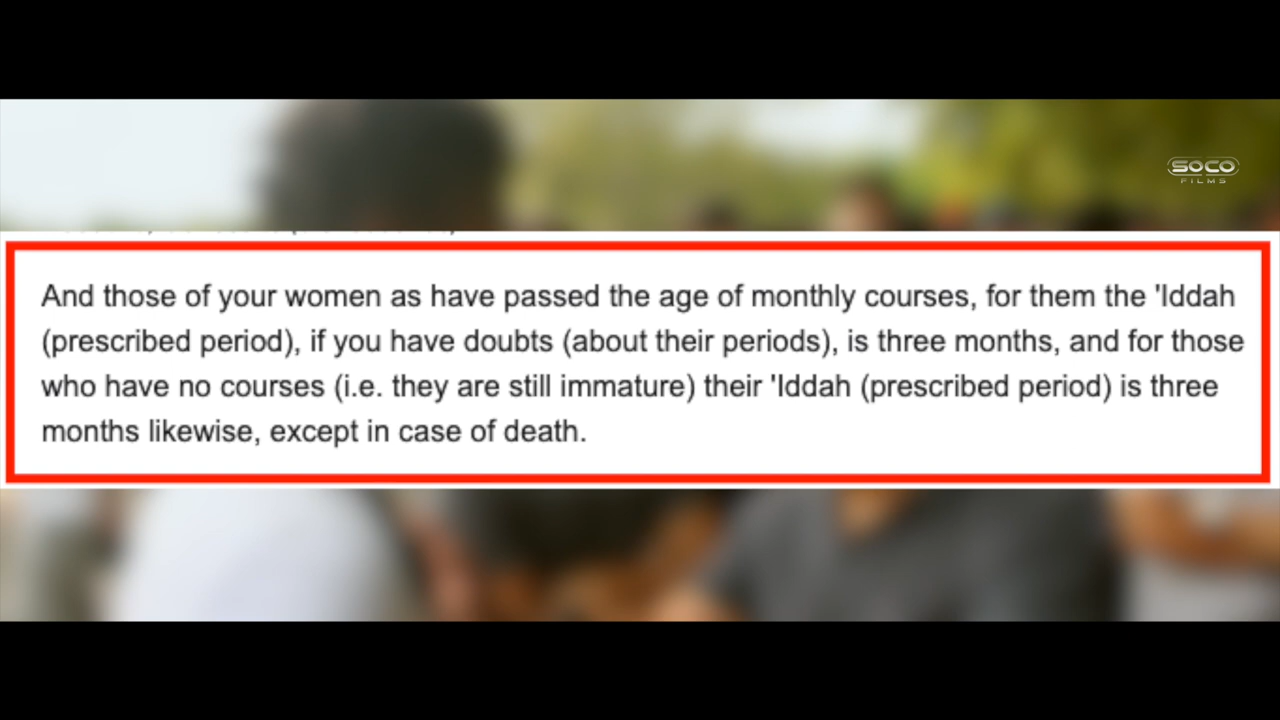 SOCO
FILMS
And those of your women as have passed the age of monthly courses, for them the 'Iddah
(prescribed period), if you have doubts (about their periods), is three months, and for those
who have no courses (i.e. they are still immature) their 'Iddah (prescribed period) is three
months likewise, except in case of death.